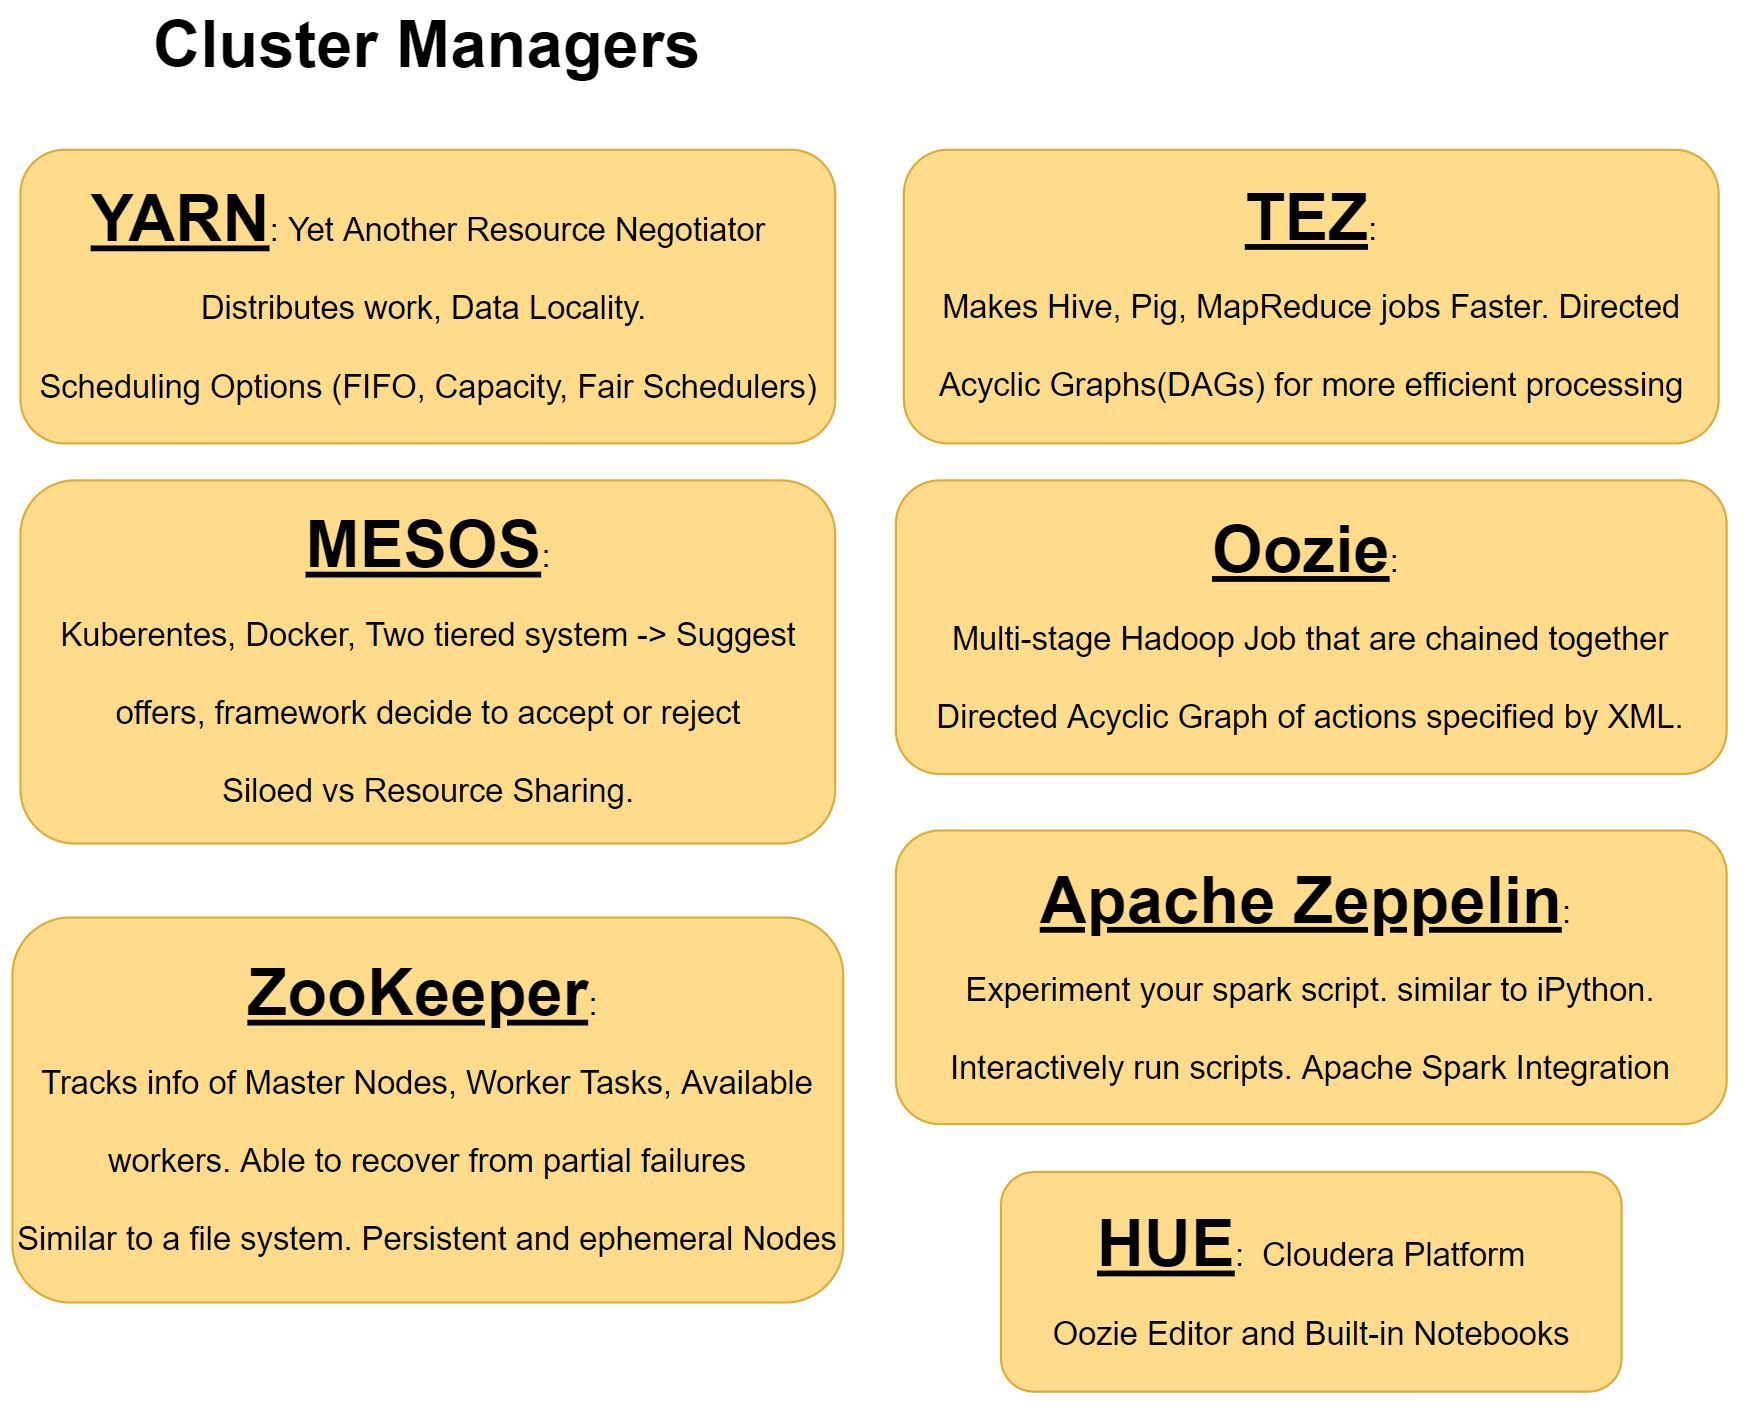 Cluster Managers
YARN: Yet Another Resource Negotiator
Distributes work, Data Locality.
Scheduling Options (FIFO, Capacity, Fair Schedulers)
MESOS:
Kuberentes, Docker, Two tiered system -> Suggest
offers, framework decide to accept or reject
Siloed vs Resource Sharing.
ZooKeeper:
Tracks info of Master Nodes, Worker Tasks, Available
workers. Able to recover from partial failures
Similar to a file system. Persistent and ephemeral Nodes
TEZ:
Makes Hive, Pig, MapReduce jobs Faster. Directed
Acyclic Graphs(DAGs) for more efficient processing
Oozie:
Multi-stage Hadoop Job that are chained together
Directed Acyclic Graph of actions specified by XML.
Apache Zeppelin:
Experiment your spark script. similar to iPython.
Interactively run scripts. Apache Spark Integration
HUE: Cloudera Platform
Oozie Editor and Built-in Notebooks